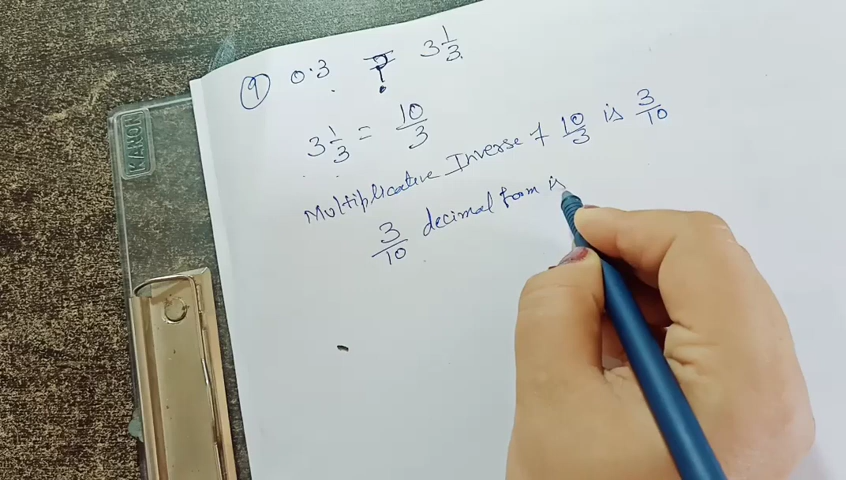 9 0.3 ? 3 1/3
3 1/3 = 10/3
Multiplicative Inverse of 10/3 is 3/10
3/10 decimal form is
KANON